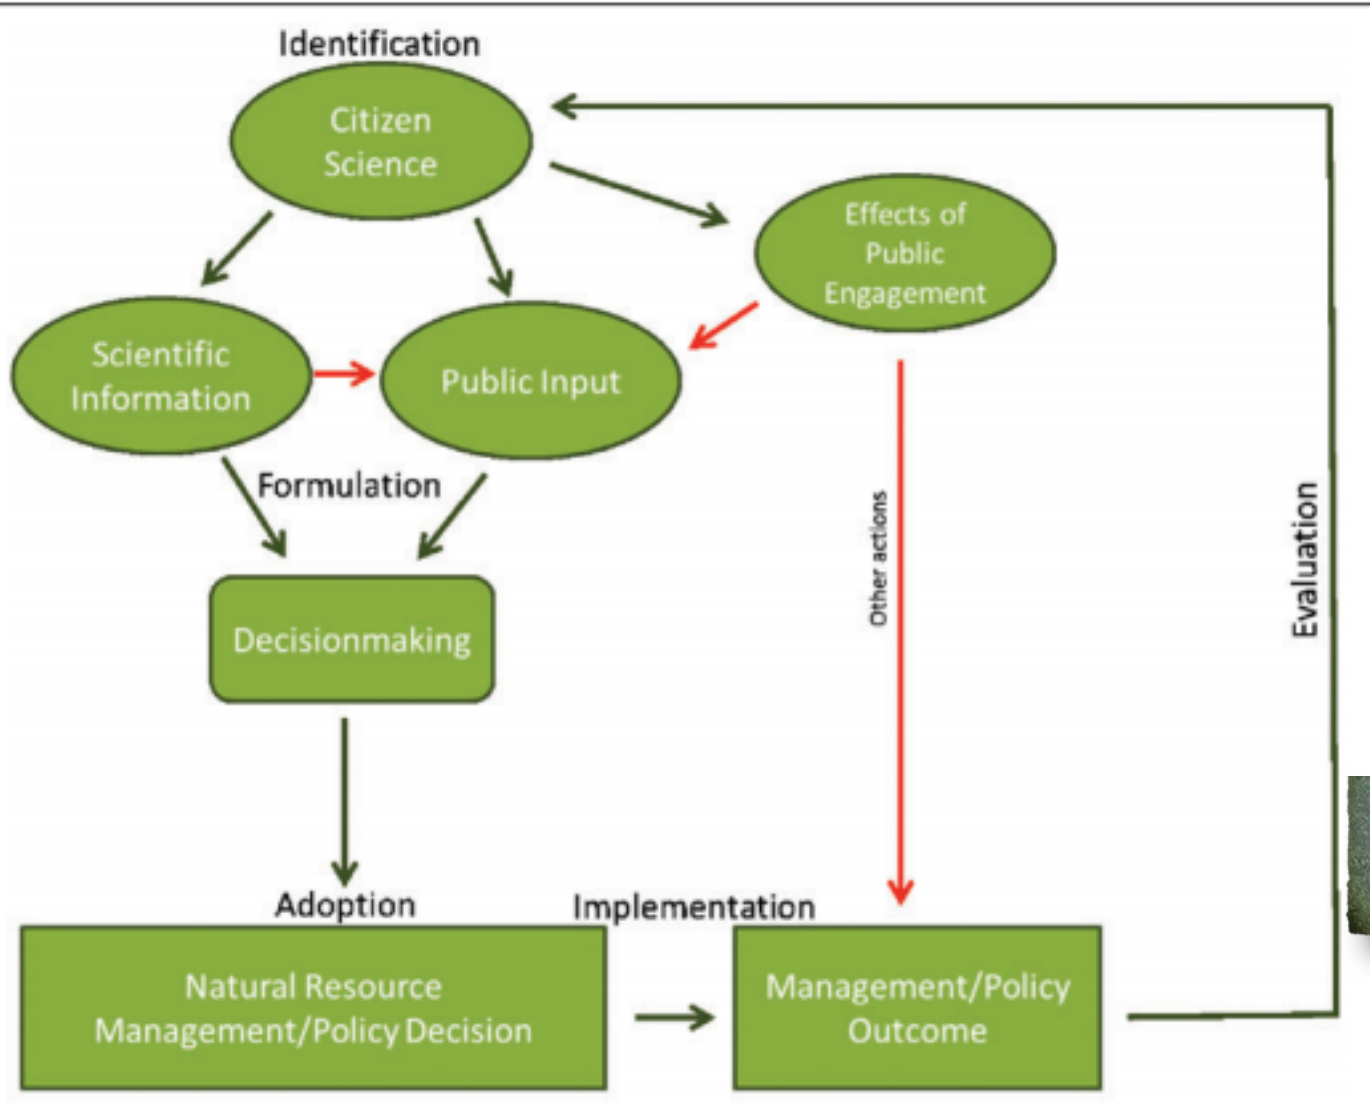 Identification
Citizen
Science
Effects of
Public
Engagement
Scientific
Information
Public Input
Formulation
Other actions
Evaluation
Decisionmaking
Adoption
Implementation
Natural Resource
Management/Policy Decision
Management/Policy
Outcome